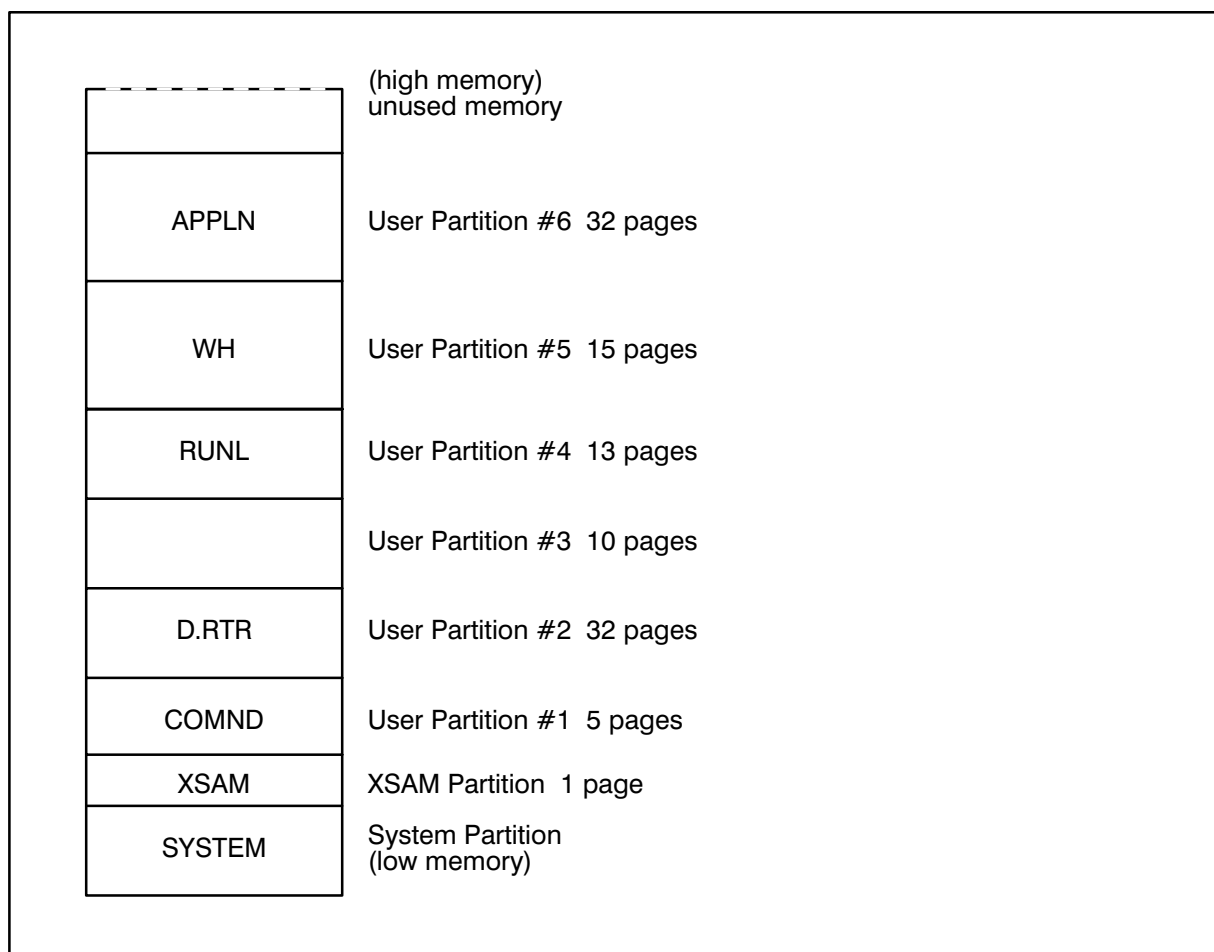 (high memory)
unused memory
APPLN User Partition #6 32 pages
WH User Partition #5 15 pages
RUNL User Partition #4 13 pages
User Partition #3 10 pages
D.RTR User Partition #2 32 pages
COMND User Partition #1 5 pages
XSAM XSAM Partition 1 page
SYSTEM System Partition
(low memory)